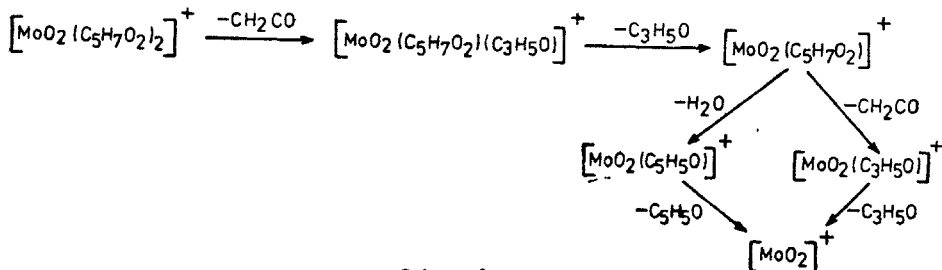 [MoO2(C5H7O2)2]+ −CH2CO [MoO2(C5H7O2)(C3H5O)]+ −C3H5O [MoO2(C5H7O2)]+
−H2O −CH2CO
[MoO2(C5H5O)]+ [MoO2(C3H5O)]+
−C5H5O −C3H5O
[MoO2]+